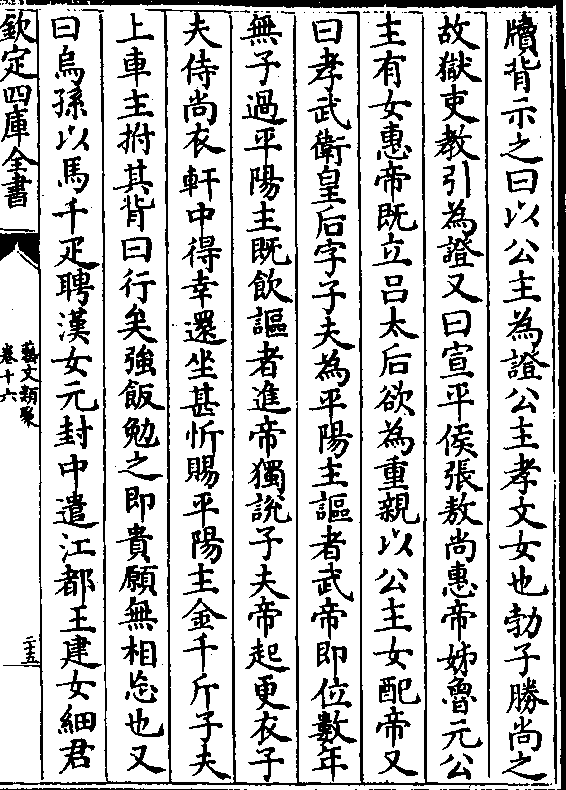 牘背示之曰以公主為證公主孝文女也勃子勝尚之
故獄吏教引為證又曰宣平侯張敖尚惠帝姊魯元公
主有女惠帝既立吕太后欲為重親以公主女配帝又
曰孝武衛皇后字子夫為平陽主謳者武帝即位數年
無子過平陽主既飲謳者進帝獨説子夫帝起更衣子
夫侍尚衣軒中得幸還坐甚忻賜平陽主金千斤子夫
上車主拊其背曰行矣強飯勉之即貴願無相忘也又
曰烏孫以馬千疋聘漢女元封中遣江都王建女細君
欽定四庫全書
藝文類聚
卷十六
二十五